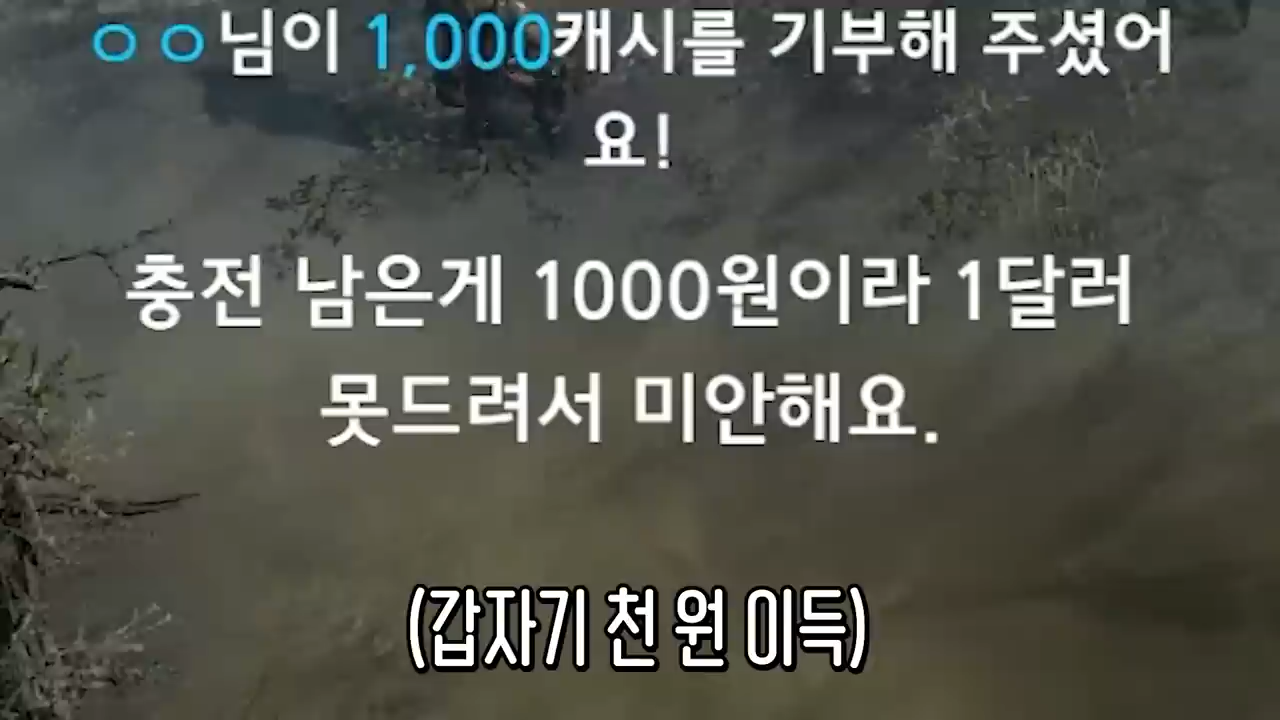 ㅇㅇ님이 1,000캐시를 기부해 주셨어
요!
충전 남은게 1000원이라 1달러
못드려서 미안해요.
(갑자기 천 원 이득)